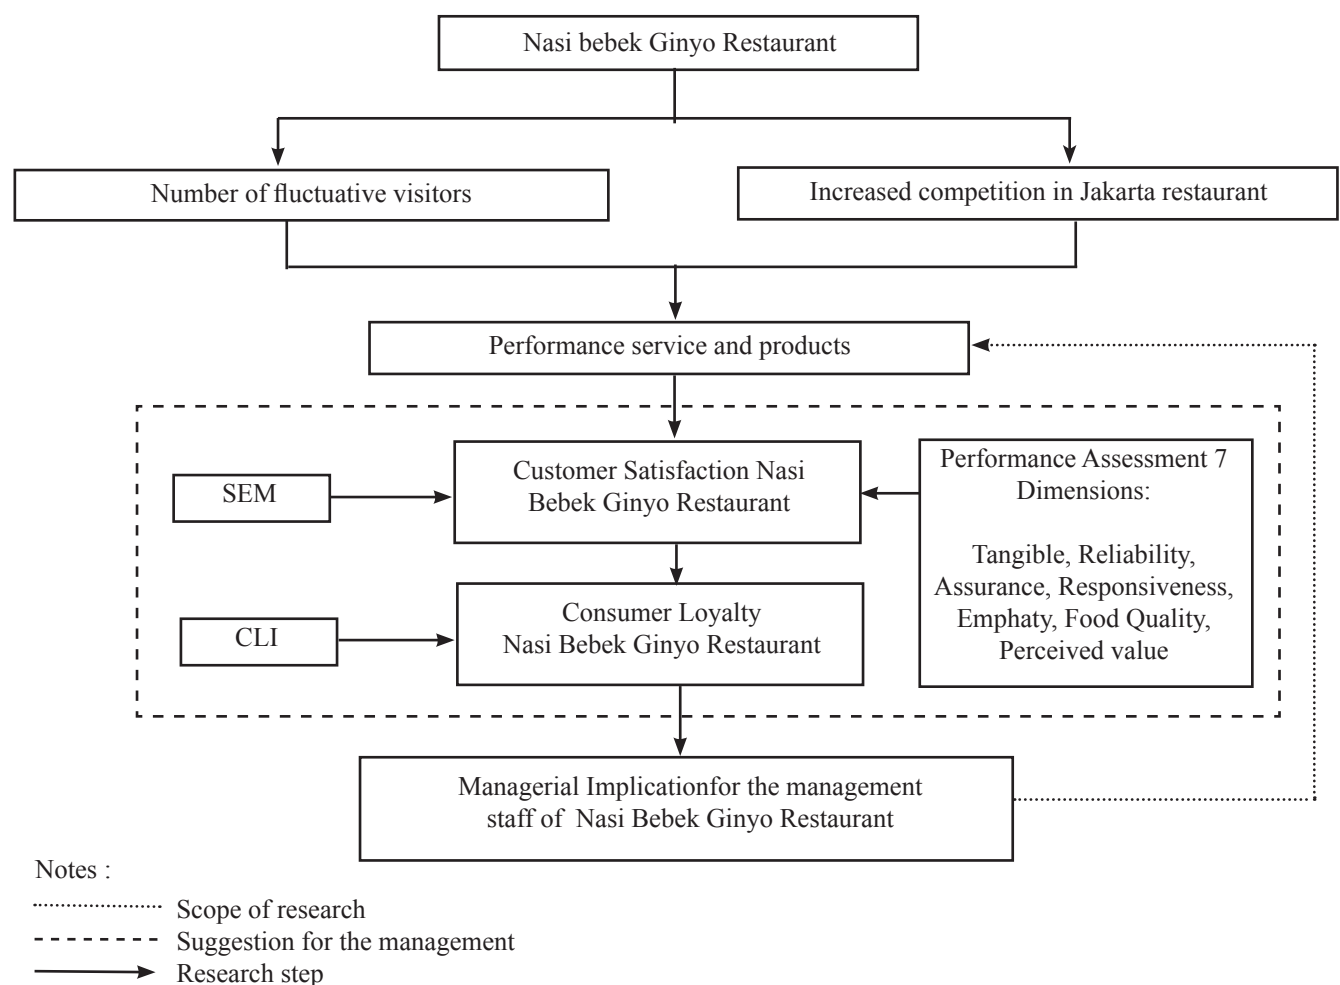 Nasi bebek Ginyo Restaurant
Number of fluctuative visitors
Increased competition in Jakarta restaurant
Performance service and products
SEM
Customer Satisfaction Nasi
Bebek Ginyo Restaurant
Performance Assessment 7
Dimensions:
Tangible, Reliability,
Assurance, Responsiveness,
Emphaty, Food Quality,
Perceived value
CLI
Consumer Loyalty
Nasi Bebek Ginyo Restaurant
Managerial Implicationfor the management
staff of Nasi Bebek Ginyo Restaurant
Notes :
Scope of research
Suggestion for the management
Research step